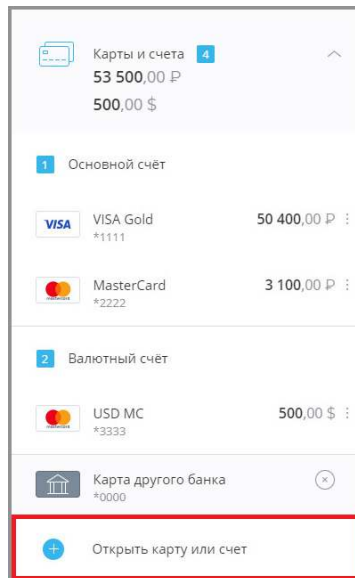 Карты и счета 4
53 500,00 ₽
500,00 $
1 Основной счёт
VISA VISA Gold 50 400,00 ₽
*1111
MasterCard 3 100,00 ₽
*2222
2 Валютный счёт
USD MC 500,00 $
*3333
Карта другого банка
*0000
Открыть карту или счет